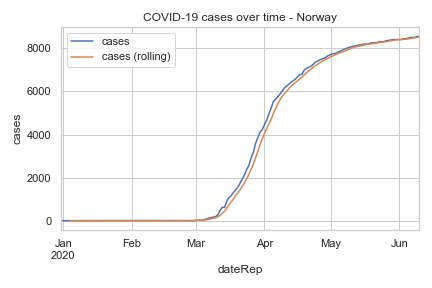 COVID-19 cases over time - Norway
cases
cases (rolling)
8000
6000
4000
2000
0
cases
Jan Feb Mar Apr May Jun
2020
dateRep